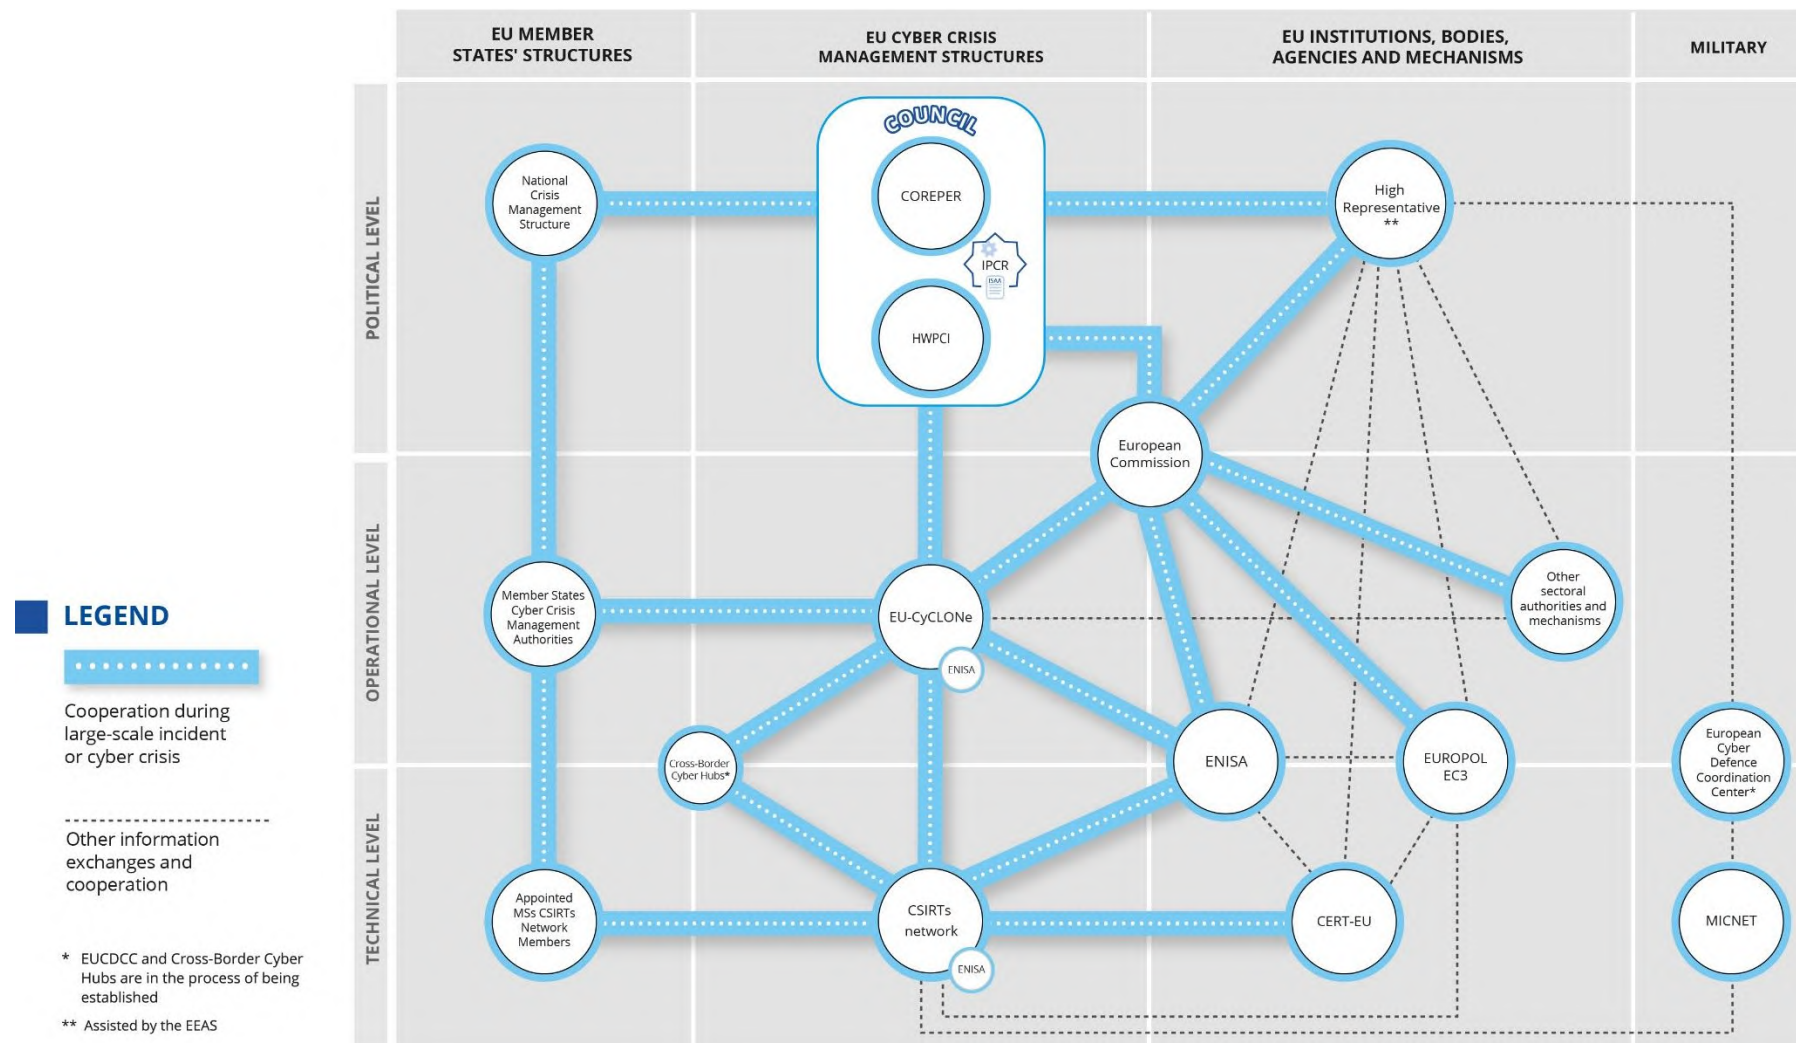 EU MEMBER
STATES' STRUCTURES
EU CYBER CRISIS
MANAGEMENT STRUCTURES
EU INSTITUTIONS, BODIES,
AGENCIES AND MECHANISMS
MILITARY
POLITICAL LEVEL
National
Crisis
Management
Structure
COUNCIL
COREPER
IPCR
ISAA
HWPCI
High
Representative
**
European
Commission
OPERATIONAL LEVEL
Member States
Cyber Crisis
Management
Authorities
EU-CyCLONe
ENISA
Other
sectoral
authorities and
mechanisms
Cross-Border
Cyber Hubs*
ENISA
EUROPOL
EC3
European
Cyber
Defence
Coordination
Center*
TECHNICAL LEVEL
Appointed
MSs CSIRTs
Network
Members
CSIRTs
network
ENISA
CERT-EU
MICNET
LEGEND
Cooperation during
large-scale incident
or cyber crisis
Other information
exchanges and
cooperation
* EUCDCC and Cross-Border Cyber
Hubs are in the process of being
established
** Assisted by the EEAS